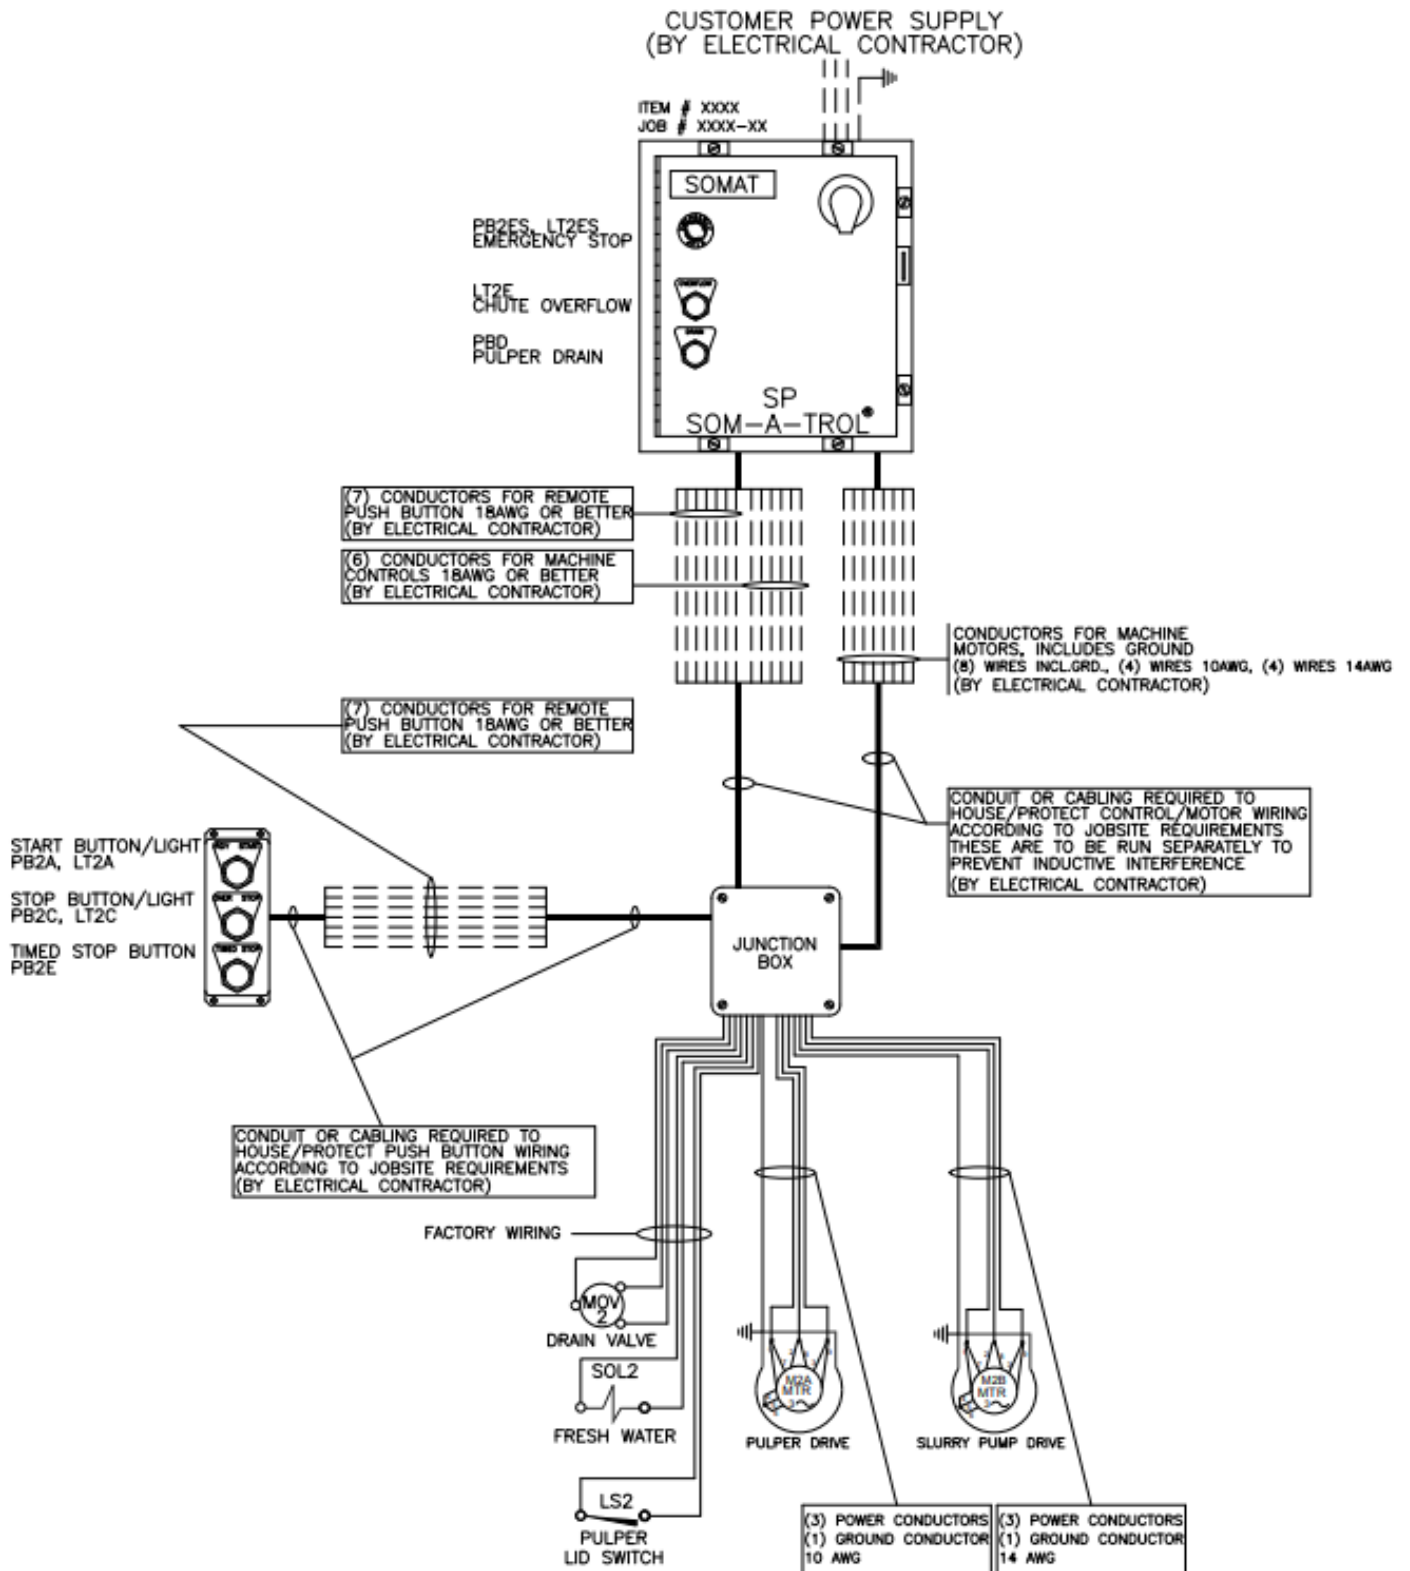 CUSTOMER POWER SUPPLY
(BY ELECTRICAL CONTRACTOR)
ITEM # XXXX
JOB # XXXX-XX
SOMAT
PB2ES, LT2ES
EMERGENCY STOP
LT2E
CHUTE OVERFLOW
OVERFLOW
PBD
PULPER DRAIN
DRAIN
SP
SOM-A-TROL
(7) CONDUCTORS FOR REMOTE
PUSH BUTTON 18AWG OR BETTER
(BY ELECTRICAL CONTRACTOR)
(6) CONDUCTORS FOR MACHINE
CONTROLS 18AWG OR BETTER
(BY ELECTRICAL CONTRACTOR)
CONDUCTORS FOR MACHINE
MOTORS, INCLUDES GROUND
(8) WIRES INCL.GRD., (4) WIRES 10AWG, (4) WIRES 14AWG
(BY ELECTRICAL CONTRACTOR)
(7) CONDUCTORS FOR REMOTE
PUSH BUTTON 18AWG OR BETTER
(BY ELECTRICAL CONTRACTOR)
CONDUIT OR CABLING REQUIRED TO
HOUSE/PROTECT CONTROL/MOTOR WIRING
ACCORDING TO JOBSITE REQUIREMENTS
THESE ARE TO BE RUN SEPARATELY TO
PREVENT INDUCTIVE INTERFERENCE
(BY ELECTRICAL CONTRACTOR)
START BUTTON/LIGHT
PB2A, LT2A
START
STOP BUTTON/LIGHT
PB2C, LT2C
STOP
TIMED STOP BUTTON
PB2E
TIMED STOP
JUNCTION
BOX
CONDUIT OR CABLING REQUIRED TO
HOUSE/PROTECT PUSH BUTTON WIRING
ACCORDING TO JOBSITE REQUIREMENTS
(BY ELECTRICAL CONTRACTOR)
FACTORY WIRING
MOV
2
DRAIN VALVE
SOL2
FRESH WATER
LS2
PULPER
LID SWITCH
M2A
MTR
3
PULPER DRIVE
M2B
MTR
3
SLURRY PUMP DRIVE
(3) POWER CONDUCTORS
(1) GROUND CONDUCTOR
10 AWG
(3) POWER CONDUCTORS
(1) GROUND CONDUCTOR
14 AWG